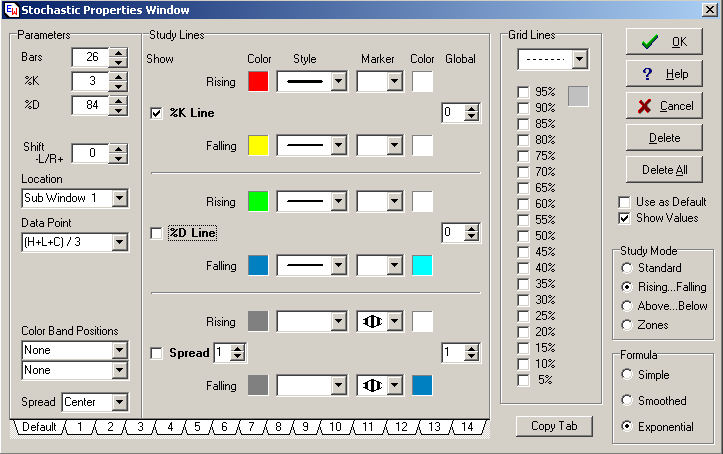 Stochastic Properties Window
Parameters
Bars 26
%K 3
%D 84
Shift
-L/R+ 0
Location
Sub Window 1
Data Point
(H+L+C) / 3
Color Band Positions
None
None
Spread Center
Study Lines
Show Color Style Marker Color Global
Rising
%K Line 0
Falling
Rising
%D Line 0
Falling
Rising
Spread 1 1
Falling
Grid Lines
95%
90%
85%
80%
75%
70%
65%
60%
55%
50%
45%
40%
35%
30%
25%
20%
15%
10%
5%
OK
? Help
Cancel
Delete
Delete All
Use as Default
Show Values
Study Mode
Standard
Rising...Falling
Above...Below
Zones
Formula
Simple
Smoothed
Exponential
Default 1 2 3 4 5 6 7 8 9 10 11 12 13 14
Copy Tab